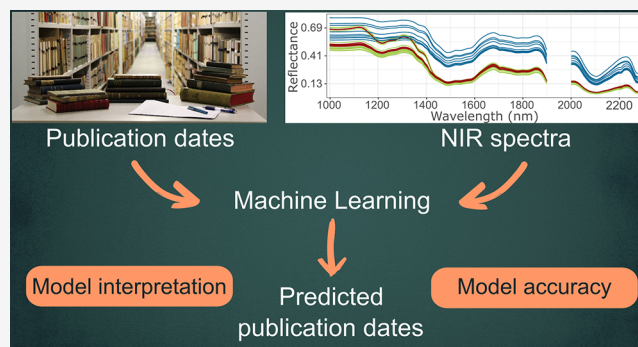 Reflectance
0.69
0.41
0.13
1000 1200 1400 1600 1800 2000 2200
Wavelength (nm)
Publication dates
NIR spectra
Machine Learning
Model interpretation
Model accuracy
Predicted
publication dates